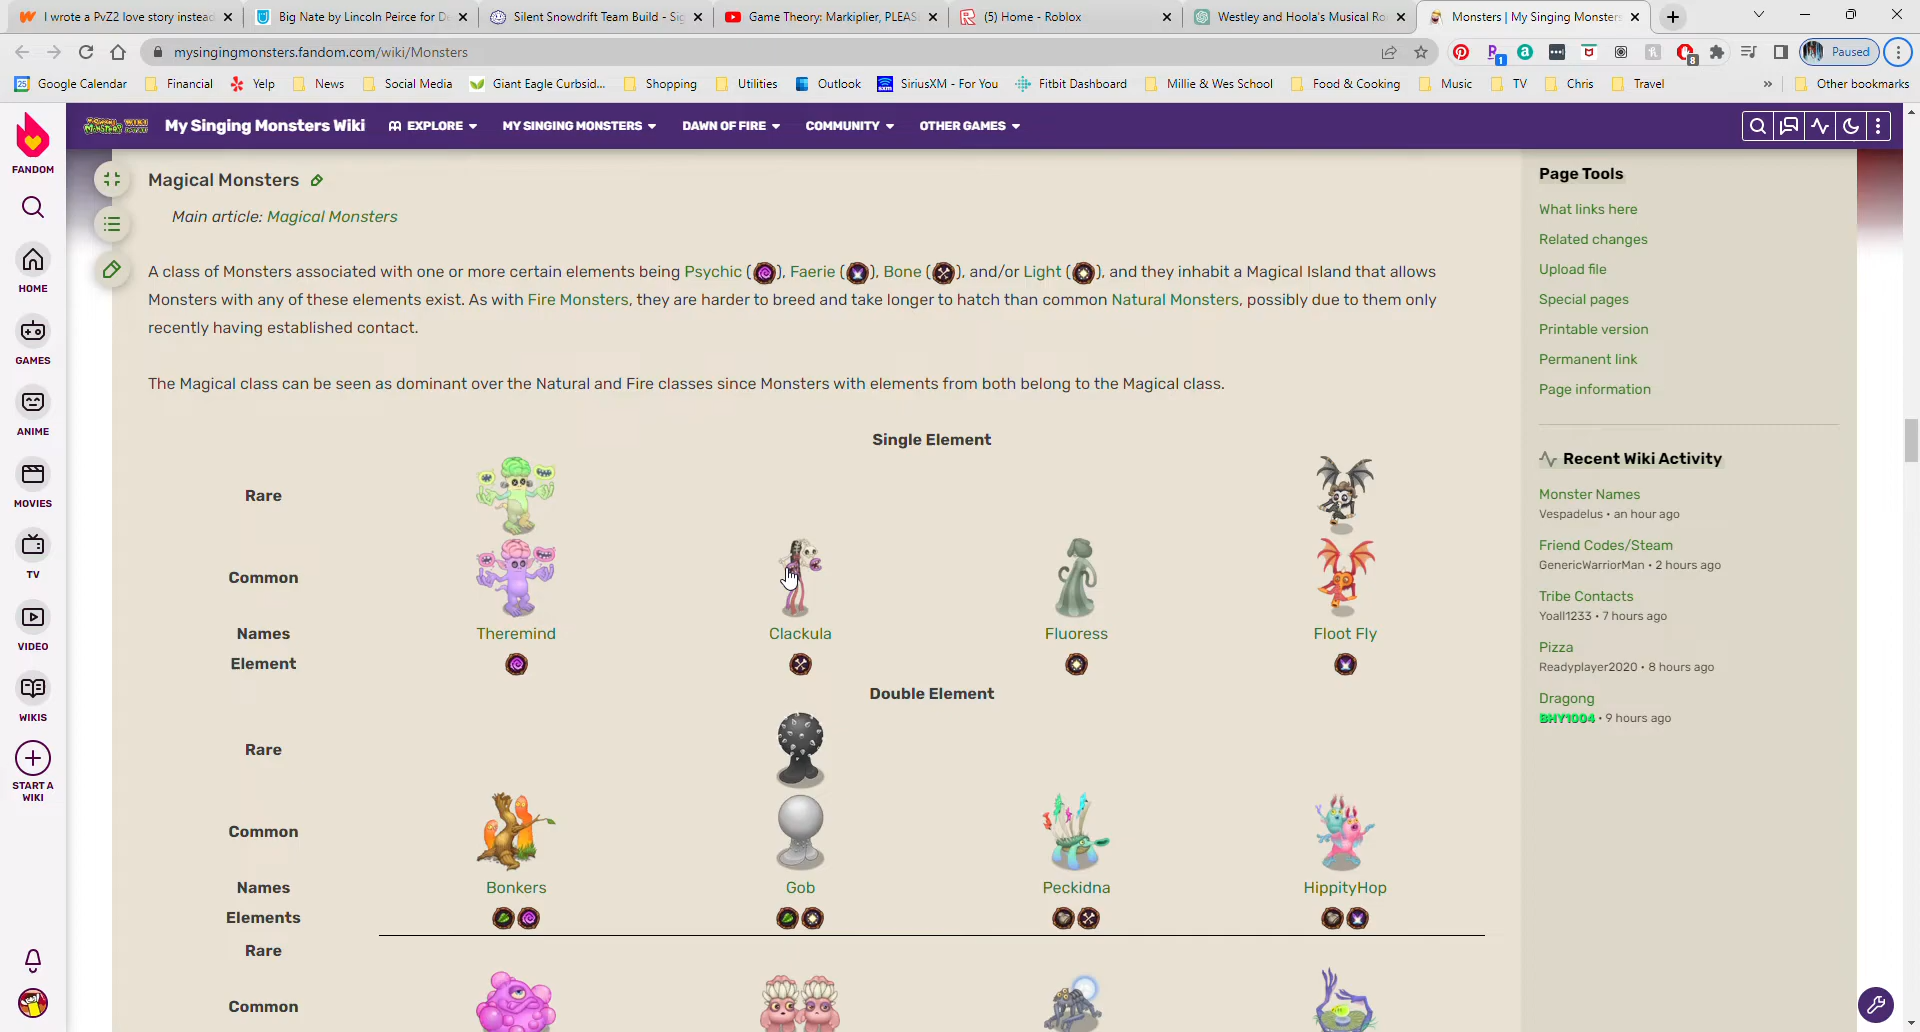 I wrote a PvZ2 love story instead
Big Nate by Lincoln Peirce for De
Silent Snowdrift Team Build - Sig
Game Theory: Markiplier, PLEAS
(5) Home - Roblox
Westley and Hoola's Musical Ro
Monsters | My Singing Monsters
mysingingmonsters.fandom.com/wiki/Monsters
1
8
Paused
25
Google Calendar
Financial
Yelp
News
Social Media
Giant Eagle Curbsid...
Shopping
Utilities
Outlook
SiriusXM - For You
Fitbit Dashboard
Millie & Wes School
Food & Cooking
Music
TV
Chris
Travel
»
Other bookmarks
My Singing Monsters Wiki
EXPLORE
MY SINGING MONSTERS
DAWN OF FIRE
COMMUNITY
OTHER GAMES
FANDOM
HOME
GAMES
ANIME
MOVIES
TV
VIDEO
WIKIS
START A
WIKI
Magical Monsters
Main article: Magical Monsters
A class of Monsters associated with one or more certain elements being Psychic ( ), Faerie ( ), Bone ( ), and/or Light ( ), and they inhabit a Magical Island that allows
Monsters with any of these elements exist. As with Fire Monsters, they are harder to breed and take longer to hatch than common Natural Monsters, possibly due to them only
recently having established contact.
The Magical class can be seen as dominant over the Natural and Fire classes since Monsters with elements from both belong to the Magical class.
Single Element
Rare
Common
Names
Theremind
Clackula
Fluoress
Floot Fly
Element
Double Element
Rare
Common
Names
Bonkers
Gob
Peckidna
HippityHop
Elements
Rare
Common
Page Tools
What links here
Related changes
Upload file
Special pages
Printable version
Permanent link
Page information
Recent Wiki Activity
Monster Names
Vespadelus • an hour ago
Friend Codes/Steam
GenericWarriorMan • 2 hours ago
Tribe Contacts
Yoall1233 • 7 hours ago
Pizza
Readyplayer2020 • 8 hours ago
Dragong
BHY1004 • 9 hours ago